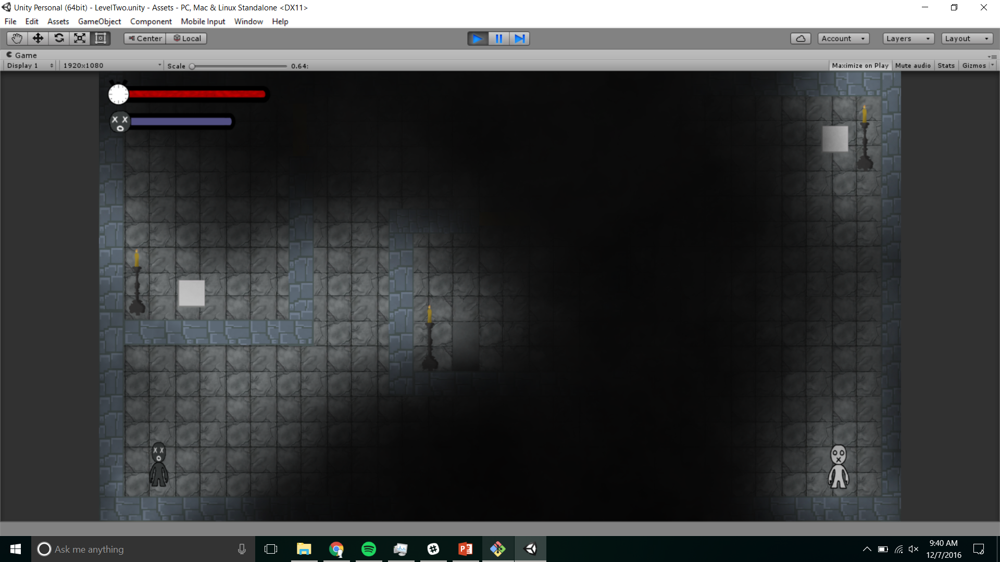 Unity Personal (64bit) - LevelTwo.unity - Assets - PC, Mac & Linux Standalone <DX11>
File Edit Assets GameObject Component Mobile Input Window Help
Center Local Account Layers Layout
Game
Display 1 1920x1080 Scale 0.64: Maximize on Play Mute audio Stats Gizmos
Ask me anything
9:40 AM
12/7/2016